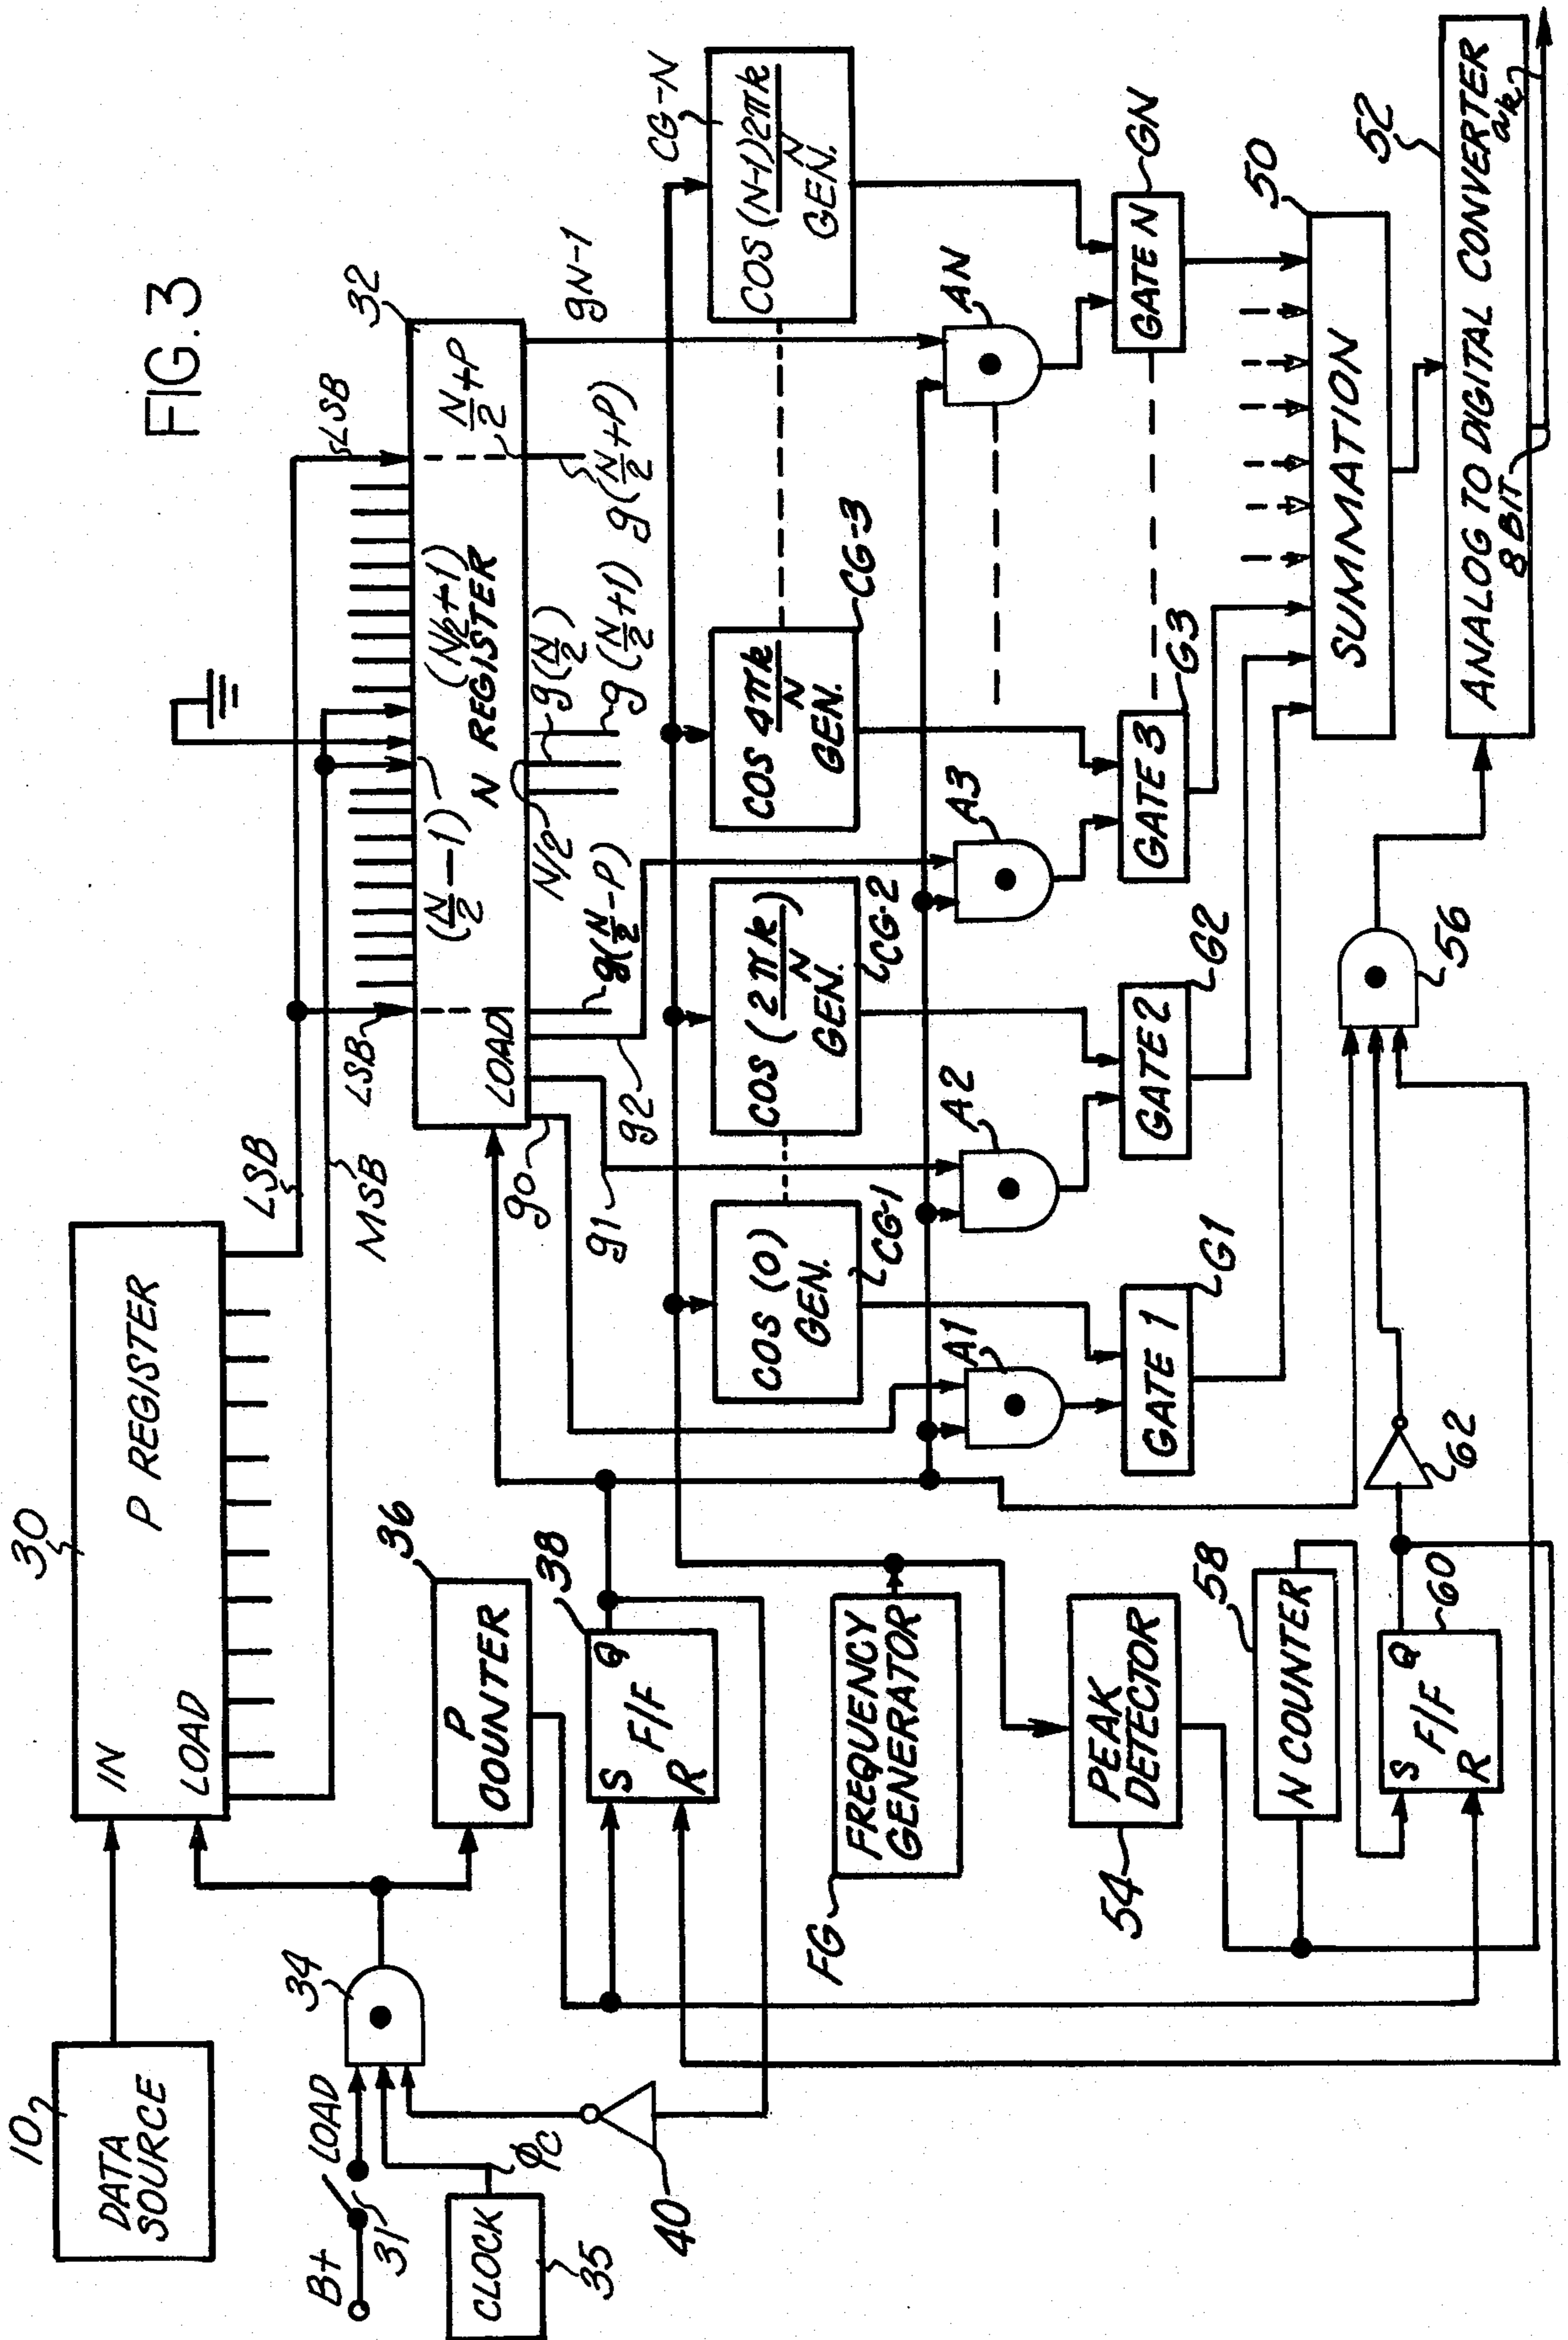 FIG. 3
10
DATA
SOURCE
B+
31
LOAD
CLOCK
35
φc
34
40
30
IN
P REGISTER
LOAD
LSB
MSB
36
P
COUNTER
38
S Q
F/F
R
LSB
LSB
32
(N/2 - 1)
(N/2+1)
N REGISTER
N/2 + P
LOAD
g0
g1
g2
g(N/2-P)
N/2
g(N/2)
g(N/2+1)
g(N/2+P)
gN-1
COS (0)
GEN.
CG-1
COS (2πk/N)
GEN.
CG-2
COS 4πk/N
GEN.
CG-3
COS (N-1)2πk/N
GEN.
CG-N
FG
FREQUENCY
GENERATOR
A1
A2
A3
AN
GATE 1
G1
GATE 2
G2
GATE 3
G3
GATE N
GN
54
PEAK
DETECTOR
58
N COUNTER
S Q
F/F
R
60
62
56
SUMMATION
50
ANALOG TO DIGITAL CONVERTER
52
8 BIT
ak